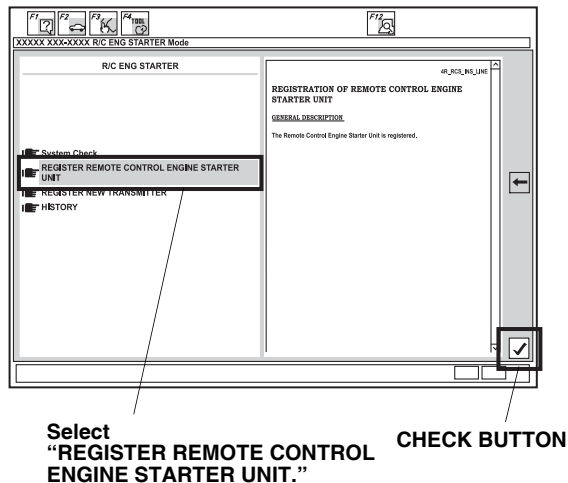 F1
F2
F3
F4 TOOL
F12
XXXXX XXX-XXXX R/C ENG STARTER Mode
R/C ENG STARTER
System Check
REGISTER REMOTE CONTROL ENGINE STARTER
UNIT
REGISTER NEW TRANSMITTER
HISTORY
4R_RCS_INS_LINE
REGISTRATION OF REMOTE CONTROL ENGINE
STARTER UNIT
GENERAL DESCRIPTION
The Remote Control Engine Starter Unit is registered.
Select
“REGISTER REMOTE CONTROL
ENGINE STARTER UNIT.”
CHECK BUTTON